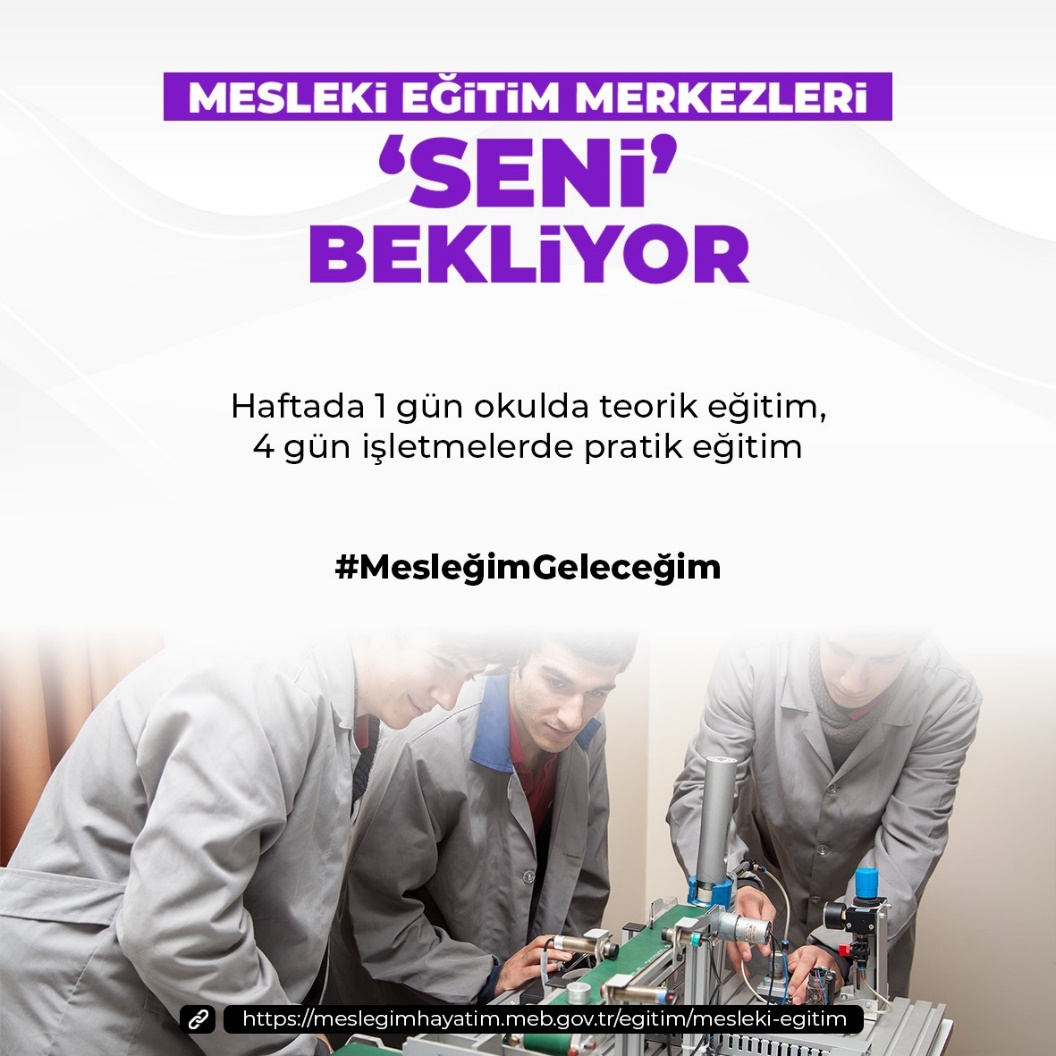 MESLEKİ EĞİTİM MERKEZLERİ
‘SENİ’
BEKLİYOR
Haftada 1 gün okulda teorik eğitim,
4 gün işletmelerde pratik eğitim
#MesleğimGeleceğim
https://meslegimhayatim.meb.gov.tr/egitim/mesleki-egitim